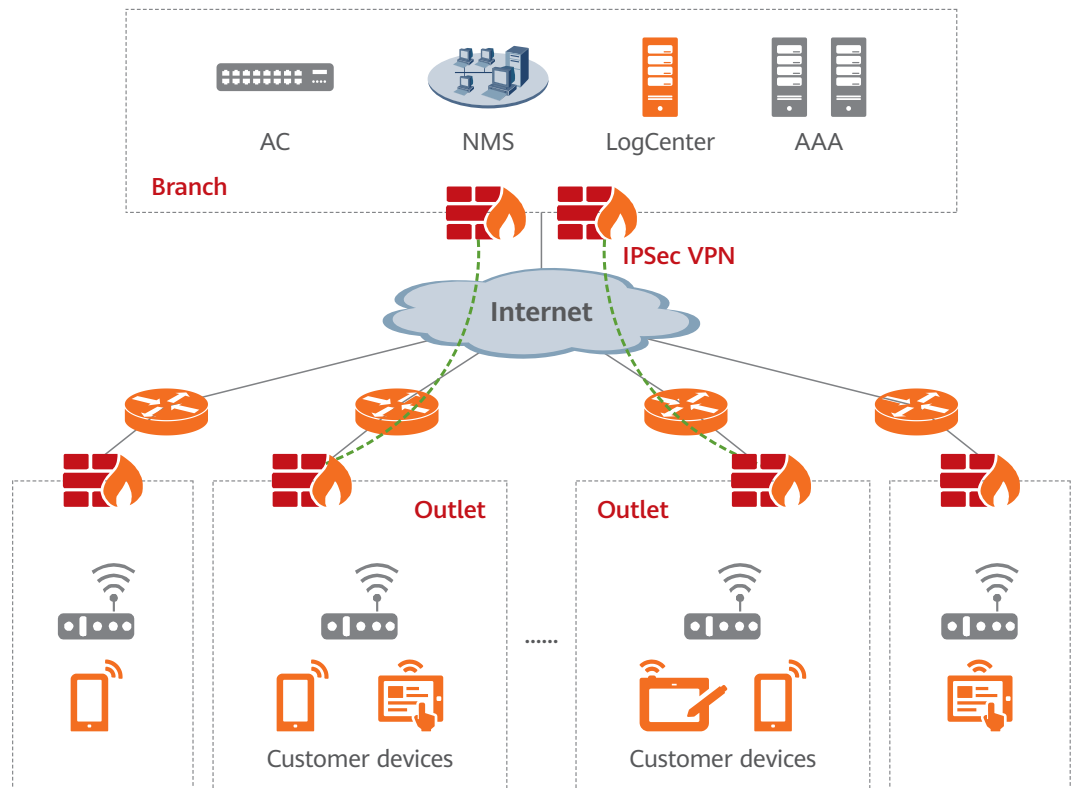 AC
NMS
LogCenter
AAA
Branch
IPSec VPN
Internet
Outlet
Outlet
......
Customer devices
Customer devices